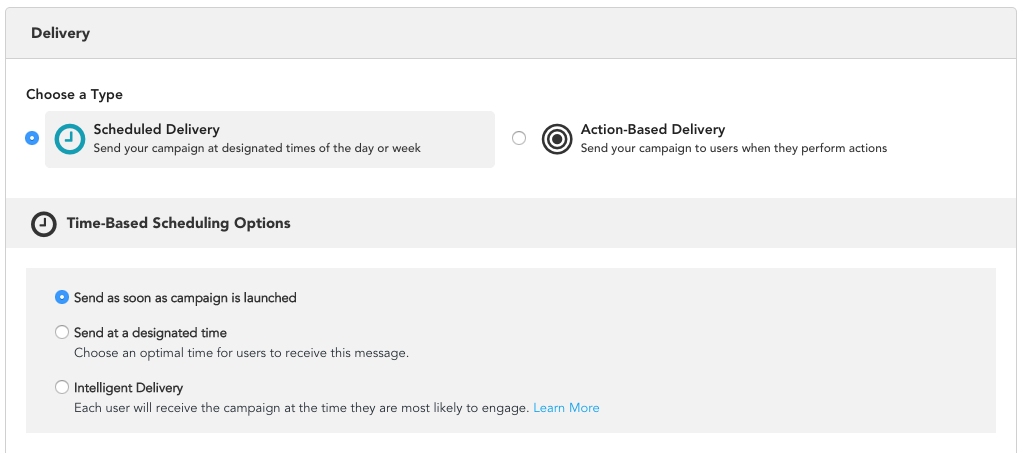 Delivery
Choose a Type
Scheduled Delivery
Send your campaign at designated times of the day or week
Action-Based Delivery
Send your campaign to users when they perform actions
Time-Based Scheduling Options
Send as soon as campaign is launched
Send at a designated time
Choose an optimal time for users to receive this message.
Intelligent Delivery
Each user will receive the campaign at the time they are most likely to engage. Learn More